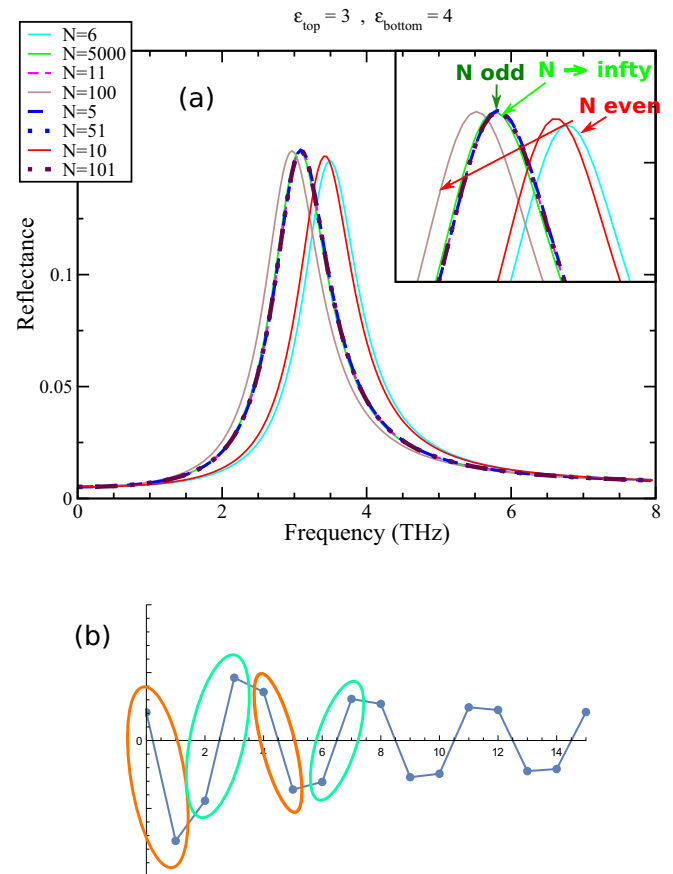 ε_top = 3 , ε_bottom = 4
N=6
N=5000
N=11
N=100
N=5
N=51
N=10
N=101
(a)
N odd
N → infty
N even
Reflectance
0.1
0.05
0
0 2 4 6 8
Frequency (THz)
(b)
0
2 4 6 8 10 12 14